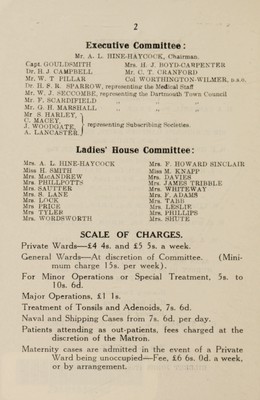 2
Executive Committee:
Mr. A. L. HINE-HAYCOCK, Chairman.
Capt. GOULDSMITH Mrs. H. J. BOYD-CARPENTER
Dr. H. J. CAMPBELL Mr. C. T. CRANFORD
Mr. W. T PILLAR Col WORTHINGTON-WILMER, D.S.O.
Dr. H. S. R. SPARROW, representing the Medical Staff
Mr. W. J. SECCOMBE, representing the Dartmouth Town Council
Mr. F. SCARDIFIELD " " "
Mr. G. H. MARSHALL " " "
Mr S. HARLEY,
C. MACEY,
J. WOODGATE,
A. LANCASTER,
} representing Subscribing Societies.
Ladies' House Committee:
Mrs. A. L. HINE-HAYCOCK Mrs. F. HOWARD SINCLAIR
Miss H. SMITH Miss M. KNAPP
Mrs. MacANDREW Mrs. DAVIES
Mrs. PHILLPOTTS Mrs. JAMES TRIBBLE
Mrs. SAUTTER Mrs. WHITEWAY
Mrs. S. LANE Mrs. F. ADAMS
Mrs. LOCK Mrs. TABB
Mrs. PRICE Mrs. LESLIE
Mrs. TYLER Mrs. PHILLIPS
Mrs. WORDSWORTH Mrs. SHUTE
SCALE OF CHARGES.
Private Wards—£4 4s. and £5 5s. a week.
General Wards—At discretion of Committee. (Mini-
mum charge 15s. per week).
For Minor Operations or Special Treatment, 5s. to
10s. 6d.
Major Operations, £1 1s.
Treatment of Tonsils and Adenoids, 7s. 6d.
Naval and Shipping Cases from 7s. 6d. per day.
Patients attending as out-patients, fees charged at the
discretion of the Matron.
Maternity cases are admitted in the event of a Private
Ward being unoccupied—Fee, £6 6s. 0d. a week,
or by arrangement.